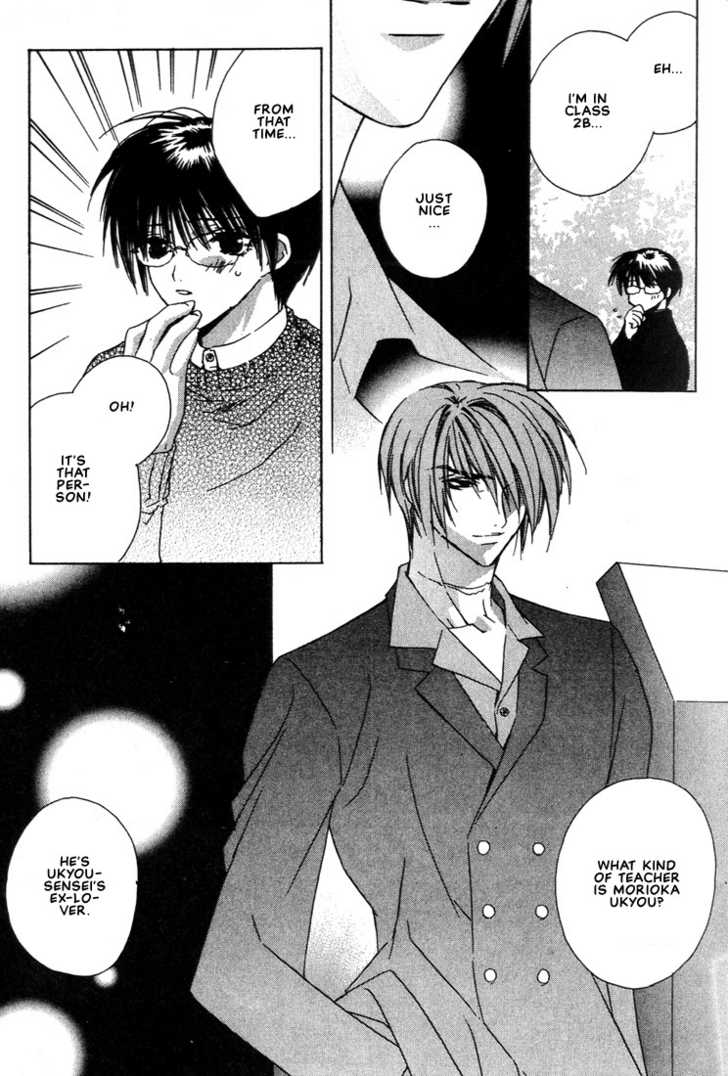 EH...
I'M IN
CLASS
2B...
JUST
NICE
...
FROM
THAT
TIME...
OH!
IT'S
THAT
PER-
SON!
WHAT KIND
OF TEACHER
IS MORIOKA
UKYOU?
HE'S
UKYOU-
SENSEI'S
EX-LO-
VER.